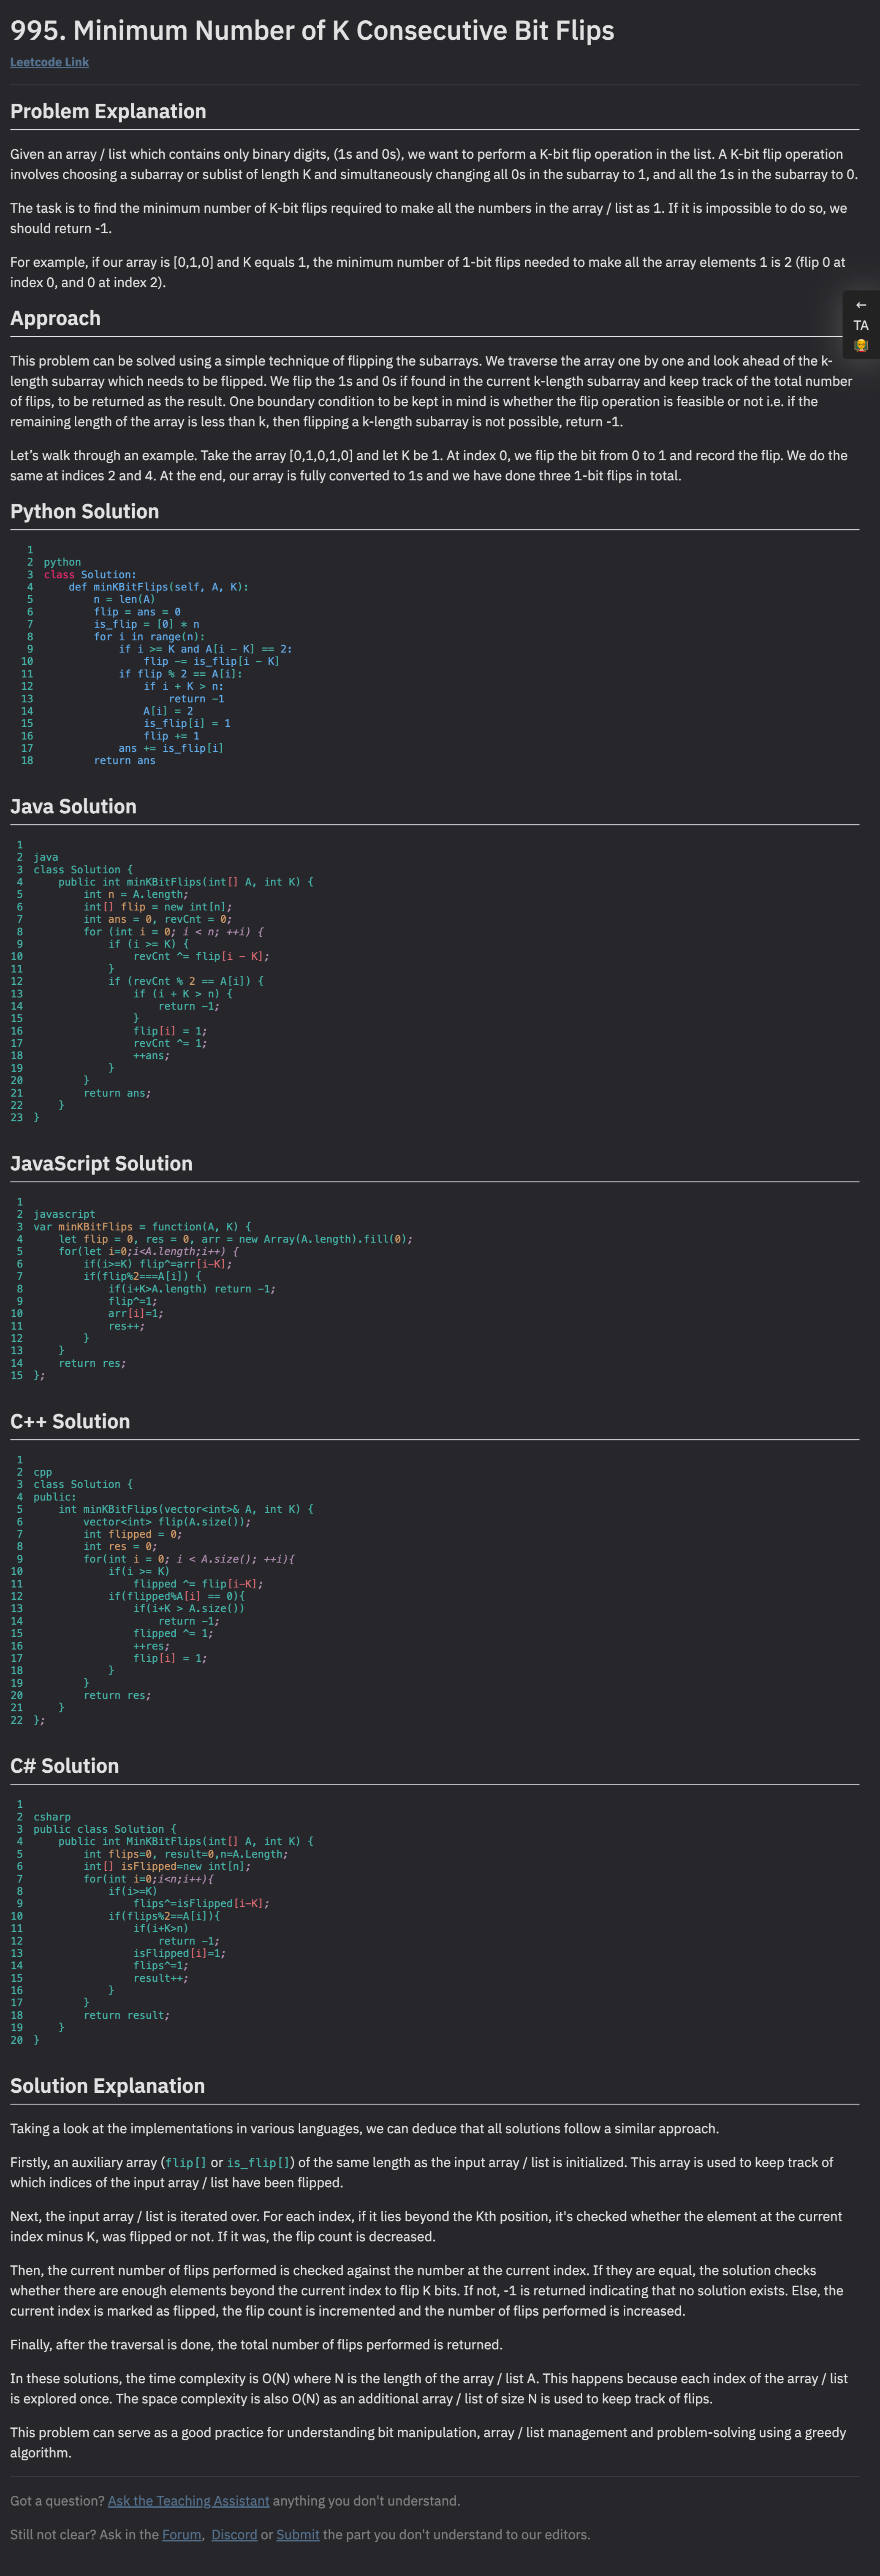 995. Minimum Number of K Consecutive Bit Flips
Leetcode Link
Problem Explanation
Given an array / list which contains only binary digits, (1s and 0s), we want to perform a K-bit flip operation in the list. A K-bit flip operation
involves choosing a subarray or sublist of length K and simultaneously changing all 0s in the subarray to 1, and all the 1s in the subarray to 0.
The task is to find the minimum number of K-bit flips required to make all the numbers in the array / list as 1. If it is impossible to do so, we
should return -1.
For example, if our array is [0,1,0] and K equals 1, the minimum number of 1-bit flips needed to make all the array elements 1 is 2 (flip 0 at
index 0, and 0 at index 2).
←
TA
Approach
This problem can be solved using a simple technique of flipping the subarrays. We traverse the array one by one and look ahead of the k-
length subarray which needs to be flipped. We flip the 1s and 0s if found in the current k-length subarray and keep track of the total number
of flips, to be returned as the result. One boundary condition to be kept in mind is whether the flip operation is feasible or not i.e. if the
remaining length of the array is less than k, then flipping a k-length subarray is not possible, return -1.
Let’s walk through an example. Take the array [0,1,0,1,0] and let K be 1. At index 0, we flip the bit from 0 to 1 and record the flip. We do the
same at indices 2 and 4. At the end, our array is fully converted to 1s and we have done three 1-bit flips in total.
Python Solution
1
2 python
3 class Solution:
4     def minKBitFlips(self, A, K):
5         n = len(A)
6         flip = ans = 0
7         is_flip = [0] * n
8         for i in range(n):
9             if i >= K and A[i - K] == 2:
10                 flip -= is_flip[i - K]
11             if flip % 2 == A[i]:
12                 if i + K > n:
13                     return -1
14                 A[i] = 2
15                 is_flip[i] = 1
16                 flip += 1
17             ans += is_flip[i]
18         return ans
Java Solution
1
2 java
3 class Solution {
4     public int minKBitFlips(int[] A, int K) {
5         int n = A.length;
6         int[] flip = new int[n];
7         int ans = 0, revCnt = 0;
8         for (int i = 0; i < n; ++i) {
9             if (i >= K) {
10                 revCnt ^= flip[i - K];
11             }
12             if (revCnt % 2 == A[i]) {
13                 if (i + K > n) {
14                     return -1;
15                 }
16                 flip[i] = 1;
17                 revCnt ^= 1;
18                 ++ans;
19             }
20         }
21         return ans;
22     }
23 }
JavaScript Solution
1
2 javascript
3 var minKBitFlips = function(A, K) {
4     let flip = 0, res = 0, arr = new Array(A.length).fill(0);
5     for(let i=0;i<A.length;i++) {
6         if(i>=K) flip^=arr[i-K];
7         if(flip%2===A[i]) {
8             if(i+K>A.length) return -1;
9             flip^=1;
10             arr[i]=1;
11             res++;
12         }
13     }
14     return res;
15 };
C++ Solution
1
2 cpp
3 class Solution {
4 public:
5     int minKBitFlips(vector<int>& A, int K) {
6         vector<int> flip(A.size());
7         int flipped = 0;
8         int res = 0;
9         for(int i = 0; i < A.size(); ++i){
10             if(i >= K)
11                 flipped ^= flip[i-K];
12             if(flipped%A[i] == 0){
13                 if(i+K > A.size())
14                     return -1;
15                 flipped ^= 1;
16                 ++res;
17                 flip[i] = 1;
18             }
19         }
20         return res;
21     }
22 };
C# Solution
1
2 csharp
3 public class Solution {
4     public int MinKBitFlips(int[] A, int K) {
5         int flips=0, result=0,n=A.Length;
6         int[] isFlipped=new int[n];
7         for(int i=0;i<n;i++){
8             if(i>=K)
9                 flips^=isFlipped[i-K];
10             if(flips%2==A[i]){
11                 if(i+K>n)
12                     return -1;
13                 isFlipped[i]=1;
14                 flips^=1;
15                 result++;
16             }
17         }
18         return result;
19     }
20 }
Solution Explanation
Taking a look at the implementations in various languages, we can deduce that all solutions follow a similar approach.
Firstly, an auxiliary array (flip[] or is_flip[]) of the same length as the input array / list is initialized. This array is used to keep track of
which indices of the input array / list have been flipped.
Next, the input array / list is iterated over. For each index, if it lies beyond the Kth position, it's checked whether the element at the current
index minus K, was flipped or not. If it was, the flip count is decreased.
Then, the current number of flips performed is checked against the number at the current index. If they are equal, the solution checks
whether there are enough elements beyond the current index to flip K bits. If not, -1 is returned indicating that no solution exists. Else, the
current index is marked as flipped, the flip count is incremented and the number of flips performed is increased.
Finally, after the traversal is done, the total number of flips performed is returned.
In these solutions, the time complexity is O(N) where N is the length of the array / list A. This happens because each index of the array / list
is explored once. The space complexity is also O(N) as an additional array / list of size N is used to keep track of flips.
This problem can serve as a good practice for understanding bit manipulation, array / list management and problem-solving using a greedy
algorithm.
Got a question? Ask the Teaching Assistant anything you don't understand.
Still not clear? Ask in the Forum, Discord or Submit the part you don't understand to our editors.